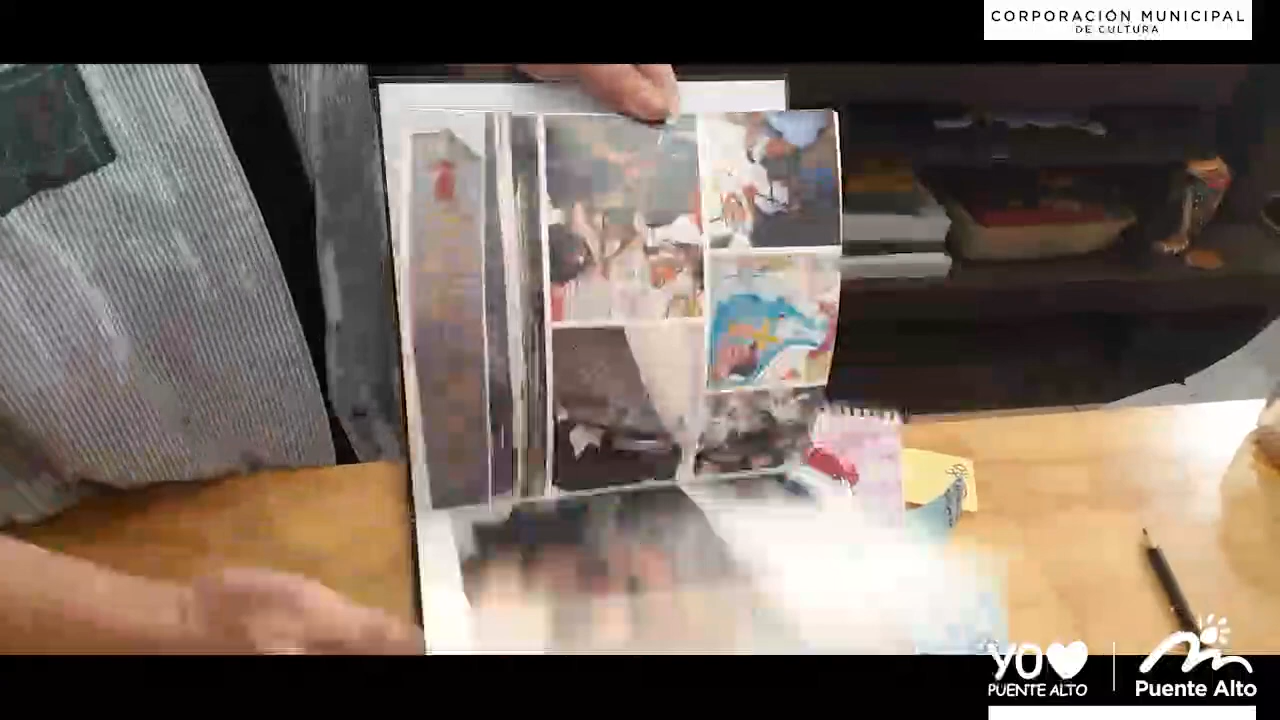 CORPORACIÓN MUNICIPAL
DE CULTURA
YO
PUENTE ALTO
Puente Alto